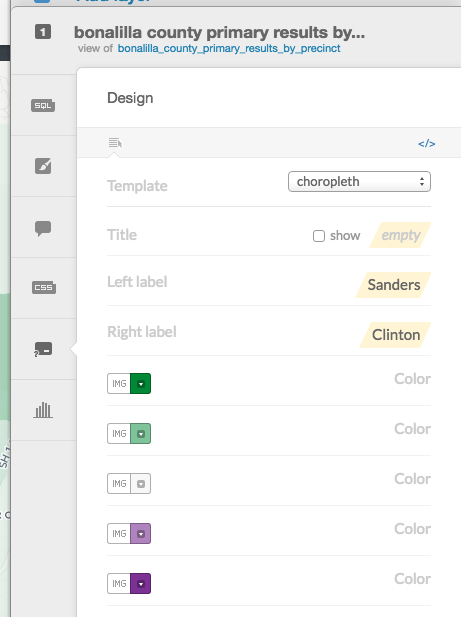 1 bonalilla county primary results by...
view of bonalilla_county_primary_results_by_precinct
SQL
Design
</>
Template choropleth
Title show empty
CSS
Left label Sanders
Right label Clinton
IMG Color
IMG Color
IMG Color
IMG Color
IMG Color